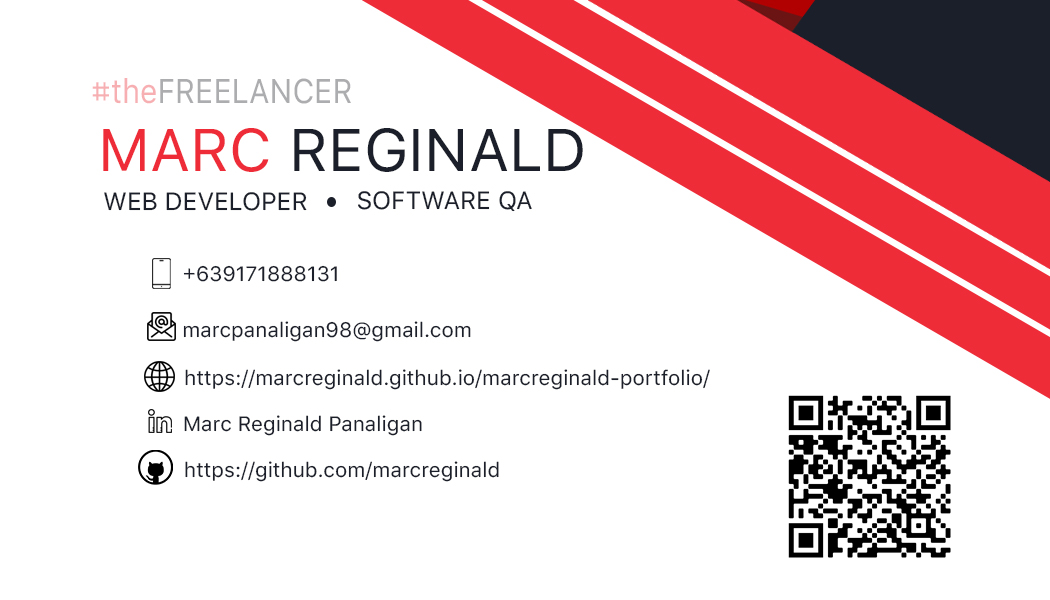 #theFREELANCER
MARC REGINALD
WEB DEVELOPER • SOFTWARE QA
+639171888131
marcpanaligan98@gmail.com
https://marcreginald.github.io/marcreginald-portfolio/
in Marc Reginald Panaligan
https://github.com/marcreginald